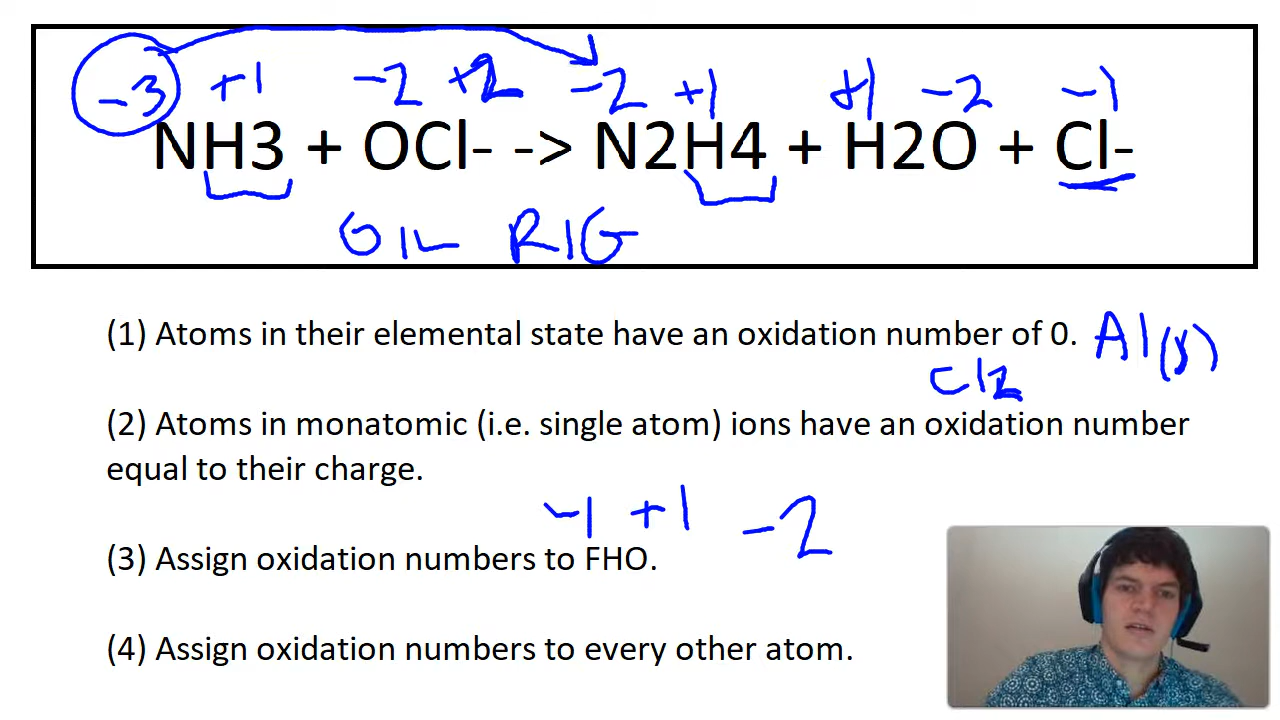 -3 +1 -2 +2 -2 +1 +1 -2 -1
NH3 + OCl- -> N2H4 + H2O + Cl-
OIL RIG
(1) Atoms in their elemental state have an oxidation number of 0. Al(s)
Cl2
(2) Atoms in monatomic (i.e. single atom) ions have an oxidation number
equal to their charge.
-1 +1 -2
(3) Assign oxidation numbers to FHO.
(4) Assign oxidation numbers to every other atom.